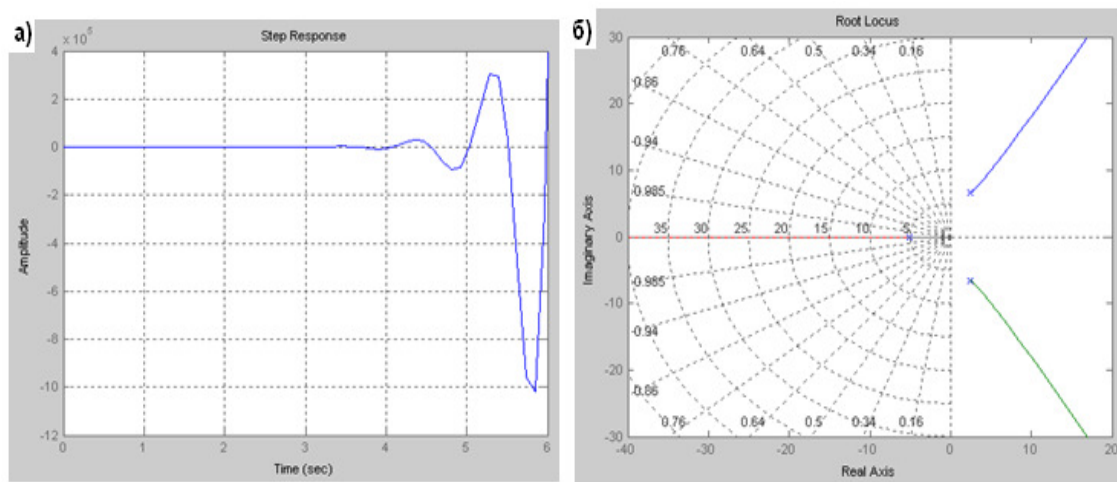 а)
× 10⁵
Step Response
4
2
0
-2
-4
-6
-8
-10
-12
Amplitude
0 1 2 3 4 5 6
Time (sec)
б)
Root Locus
30
20
10
0
-10
-20
-30
Imaginary Axis
0.76 0.64 0.5 0.34 0.16
0.86
0.94
0.985
35 30 25 20 15 10 5
0.985
0.94
0.86
0.76 0.64 0.5 0.34 0.16
-40 -30 -20 -10 0 10 20
Real Axis